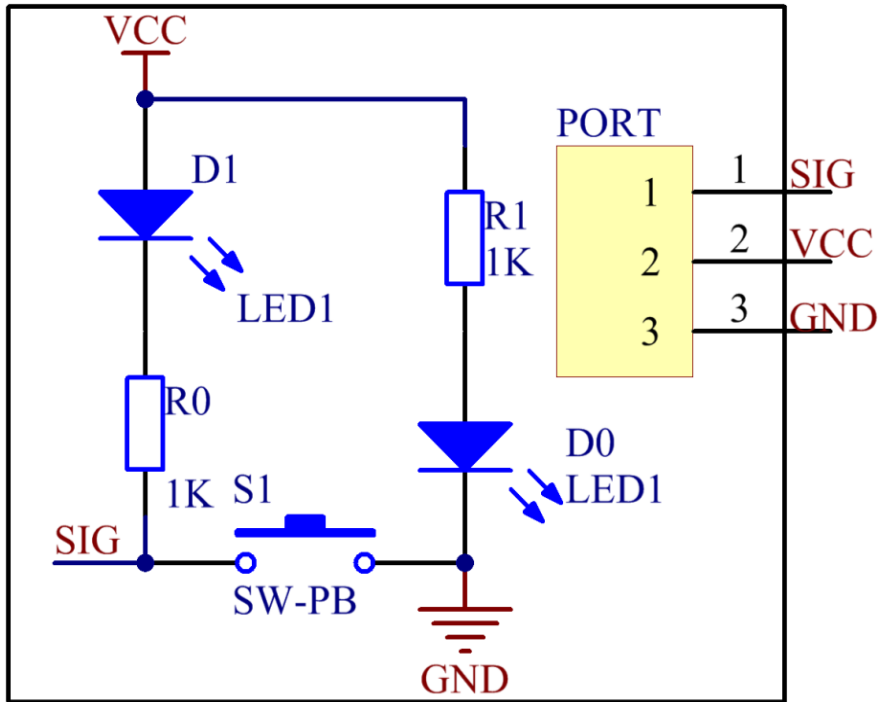 VCC
D1
LED1
R0
1K
SIG
S1
SW-PB
R1
1K
D0
LED1
GND
PORT
1 1 SIG
2 2 VCC
3 3 GND